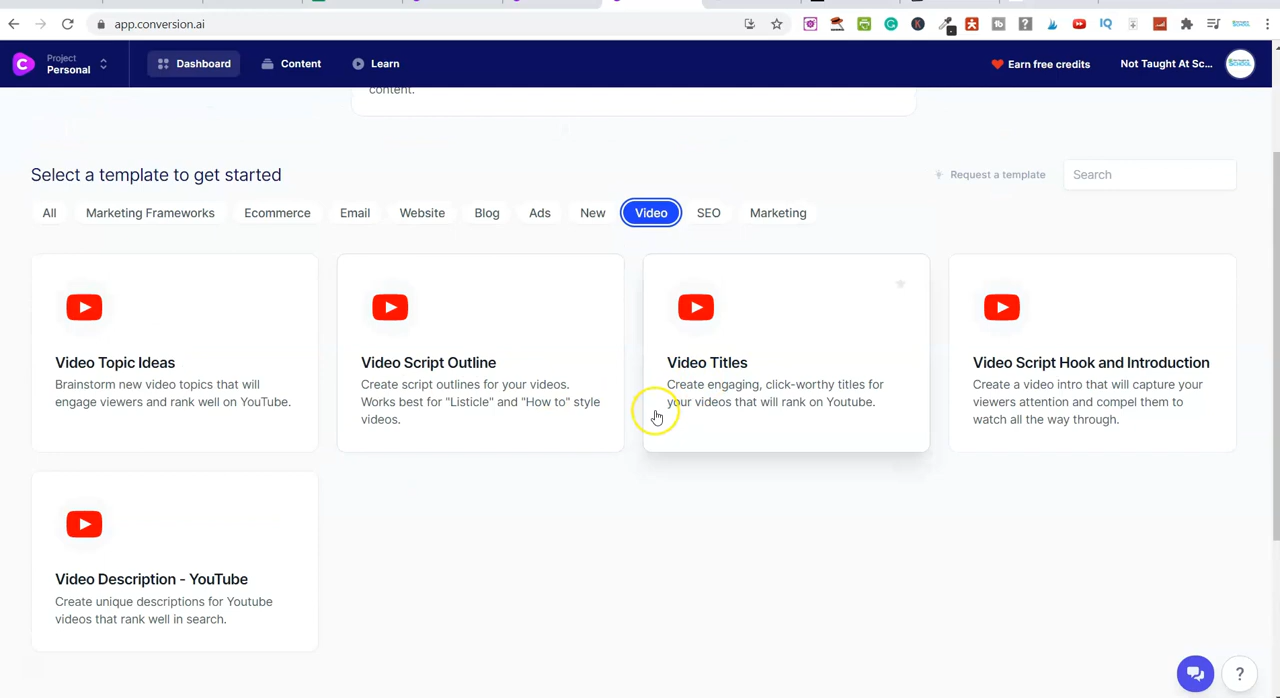 app.conversion.ai
Project
Personal
Dashboard
Content
Learn
Earn free credits
Not Taught At Sc...
content.
Select a template to get started
Request a template
Search
All
Marketing Frameworks
Ecommerce
Email
Website
Blog
Ads
New
Video
SEO
Marketing
Video Topic Ideas
Brainstorm new video topics that will
engage viewers and rank well on YouTube.
Video Script Outline
Create script outlines for your videos.
Works best for "Listicle" and "How to" style
videos.
Video Titles
Create engaging, click-worthy titles for
your videos that will rank on Youtube.
Video Script Hook and Introduction
Create a video intro that will capture your
viewers attention and compel them to
watch all the way through.
Video Description - YouTube
Create unique descriptions for Youtube
videos that rank well in search.